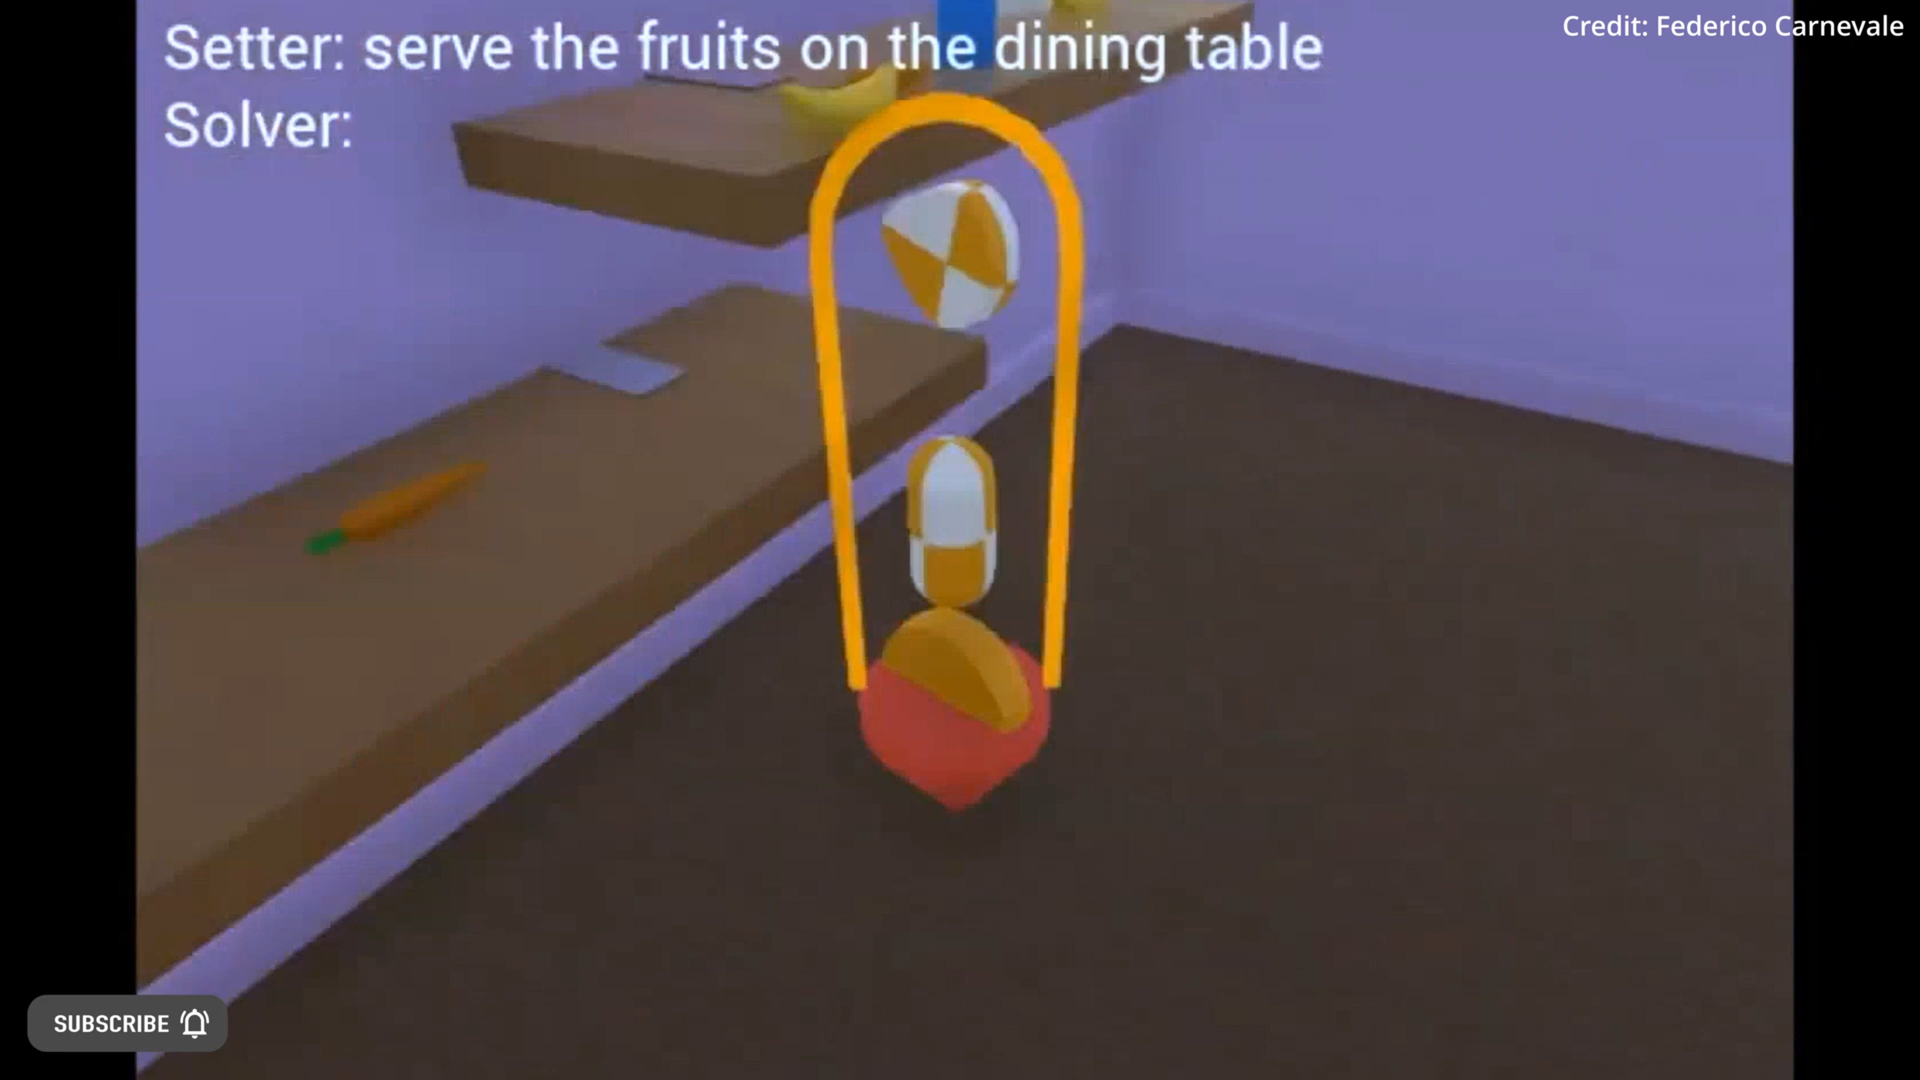 Setter: serve the fruits on the dining table
Solver:
Credit: Federico Carnevale
SUBSCRIBE